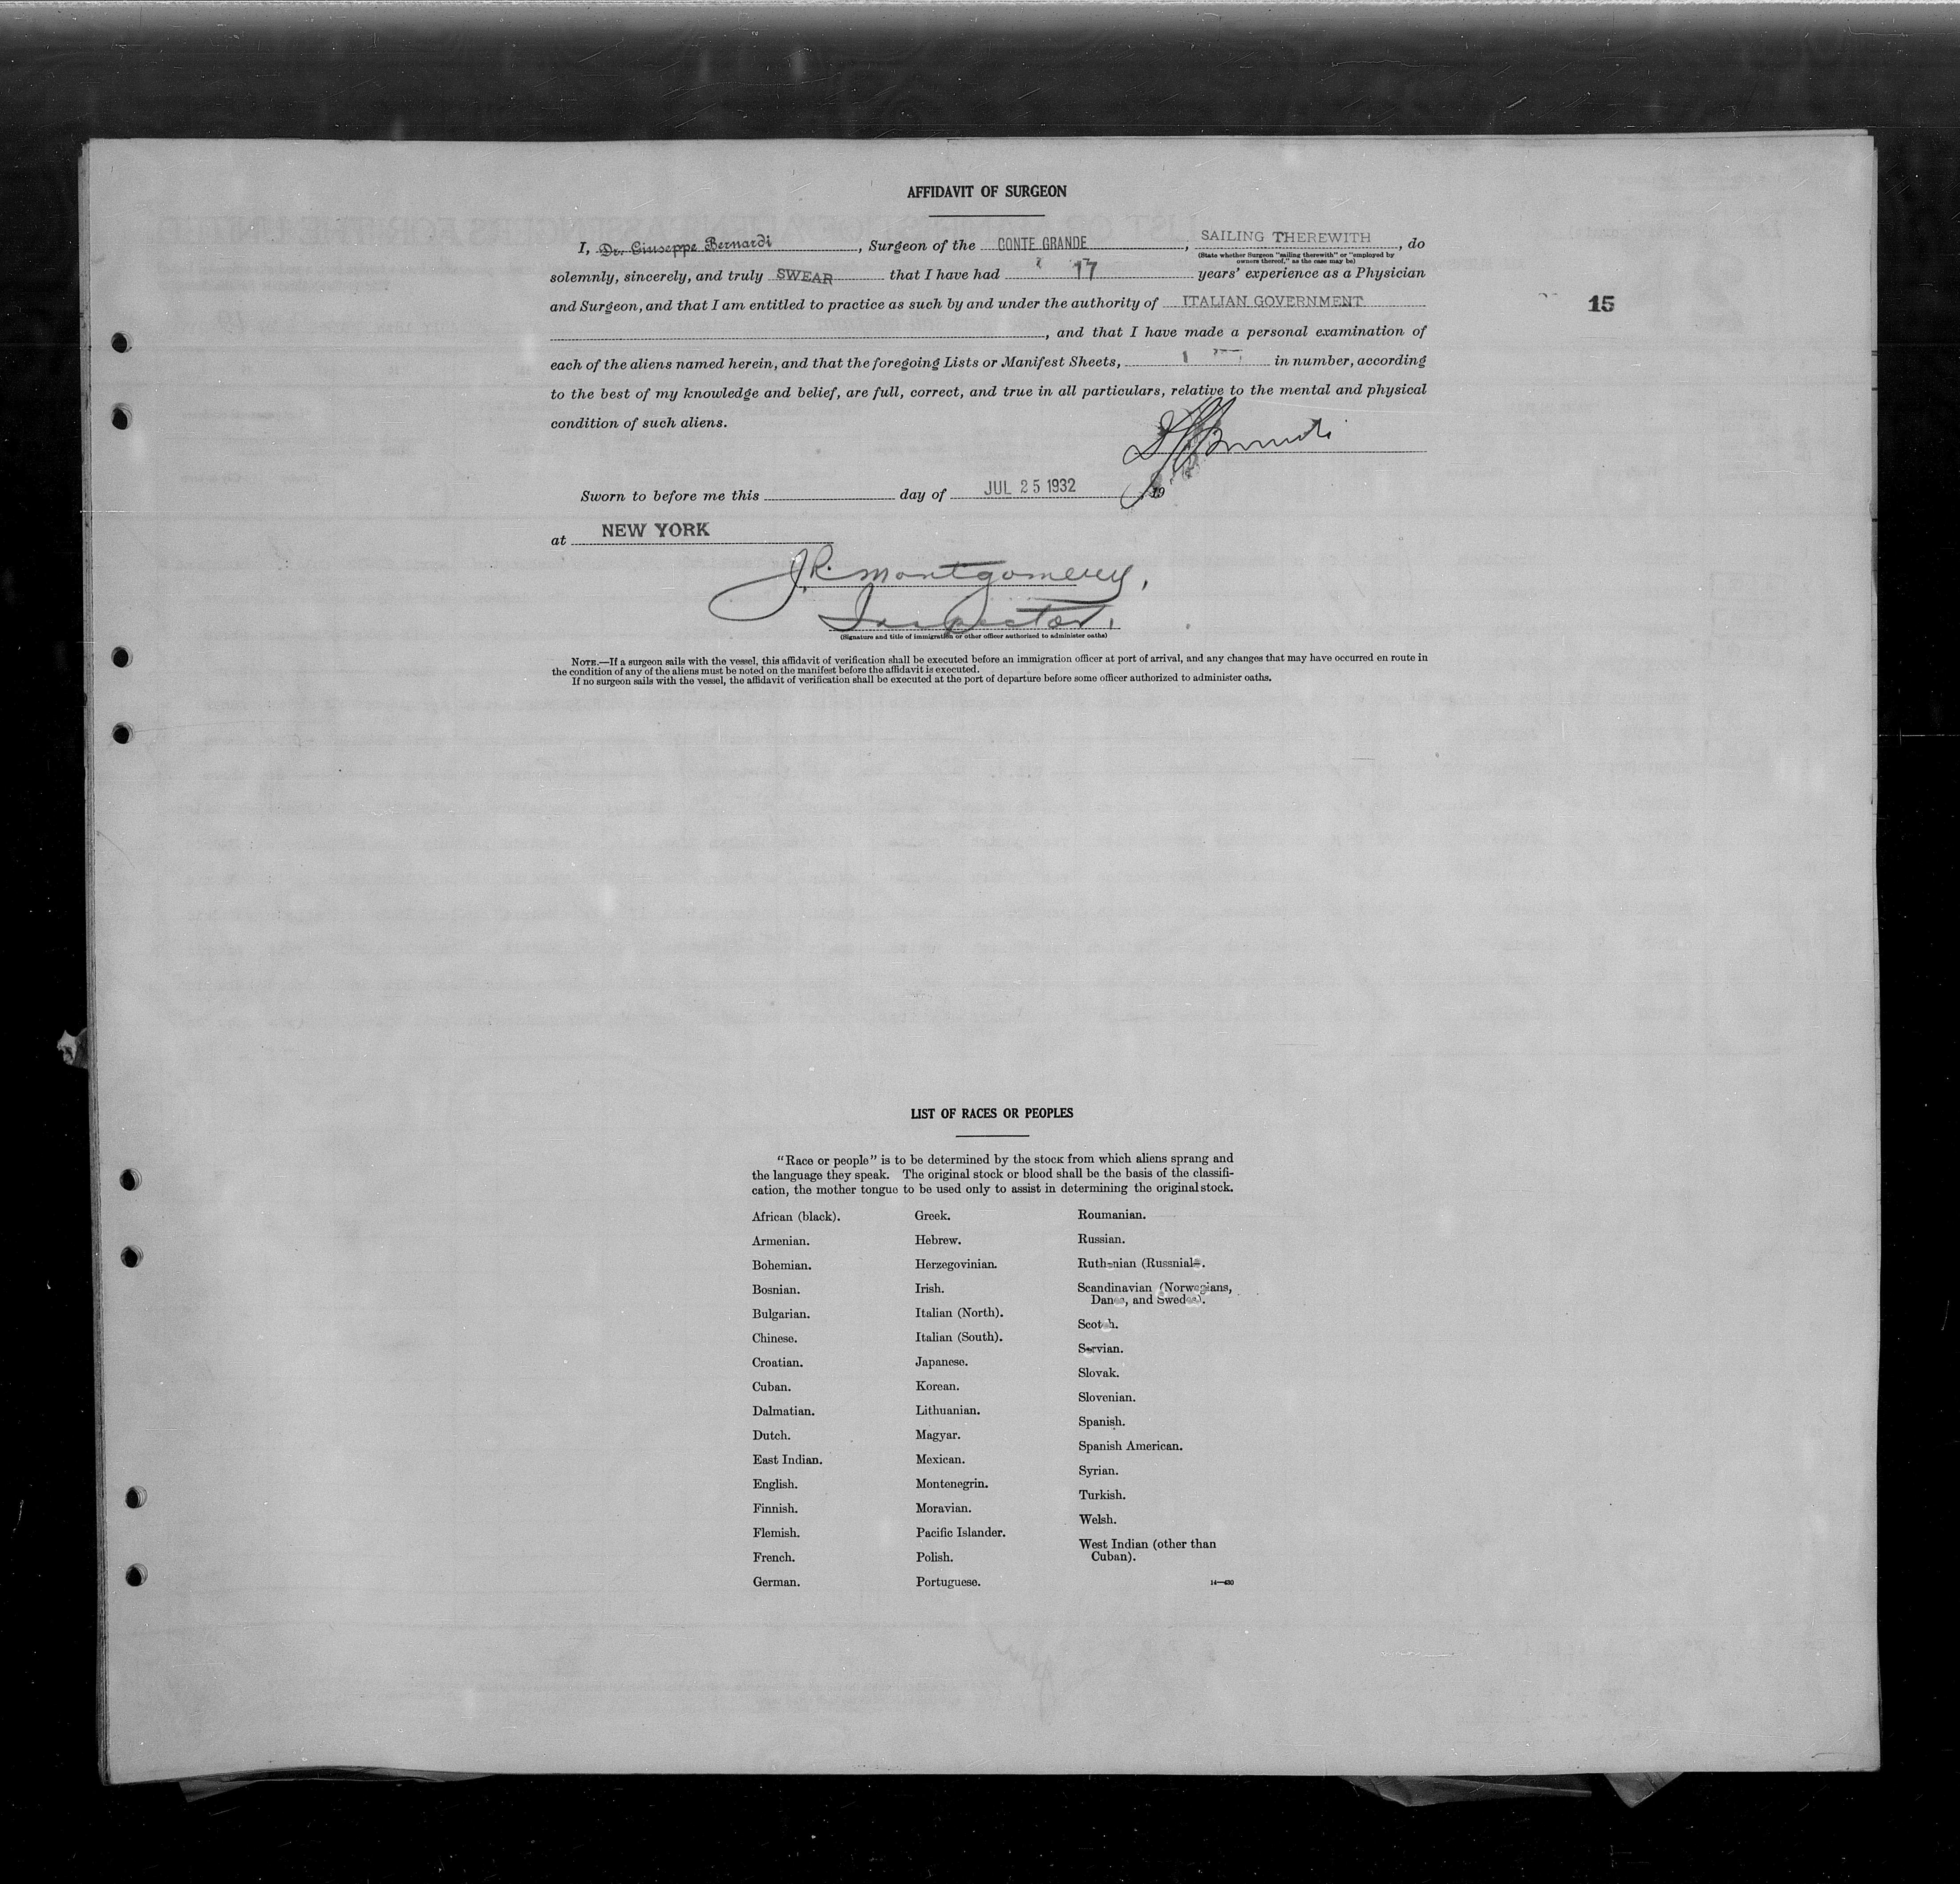 AFFIDAVIT OF SURGEON
I, Dr. Giuseppe Bernardi, Surgeon of the CONTE GRANDE, SAILING THEREWITH, do
(State whether Surgeon "sailing therewith" or "employed by owners thereof," as the case may be)
solemnly, sincerely, and truly SWEAR that I have had 17 years' experience as a Physician
and Surgeon, and that I am entitled to practice as such by and under the authority of ITALIAN GOVERNMENT
15
, and that I have made a personal examination of
each of the aliens named herein, and that the foregoing Lists or Manifest Sheets, in number, according
to the best of my knowledge and belief, are full, correct, and true in all particulars, relative to the mental and physical
condition of such aliens.
Sworn to before me this day of JUL 25 1932, 19
at NEW YORK
J.R. Montgomery,
Inspector,
(Signature and title of immigration or other officer authorized to administer oaths)
NOTE.—If a surgeon sails with the vessel, this affidavit of verification shall be executed before an immigration officer at port of arrival, and any changes that may have occurred en route in
the condition of any of the aliens must be noted on the manifest before the affidavit is executed.
If no surgeon sails with the vessel, the affidavit of verification shall be executed at the port of departure before some officer authorized to administer oaths.
LIST OF RACES OR PEOPLES
"Race or people" is to be determined by the stock from which aliens sprang and
the language they speak. The original stock or blood shall be the basis of the classifi-
cation, the mother tongue to be used only to assist in determining the original stock.
African (black).
Armenian.
Bohemian.
Bosnian.
Bulgarian.
Chinese.
Croatian.
Cuban.
Dalmatian.
Dutch.
East Indian.
English.
Finnish.
Flemish.
French.
German.
Greek.
Hebrew.
Herzegovinian.
Irish.
Italian (North).
Italian (South).
Japanese.
Korean.
Lithuanian.
Magyar.
Mexican.
Montenegrin.
Moravian.
Pacific Islander.
Polish.
Portuguese.
Roumanian.
Russian.
Ruthenian (Russniak).
Scandinavian (Norwegians,
Danes, and Swedes).
Scotch.
Servian.
Slovak.
Slovenian.
Spanish.
Spanish American.
Syrian.
Turkish.
Welsh.
West Indian (other than
Cuban).
14—430